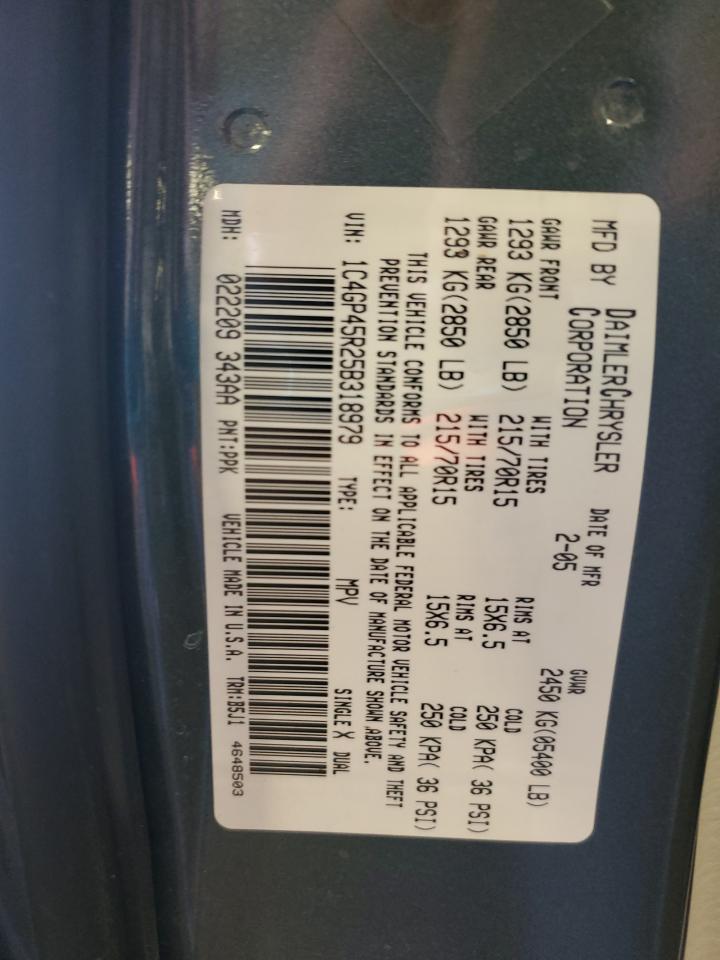 MFD BY DAIMLERCHRYSLER CORPORATION DATE OF MFR 2-05 GVWR 2450 KG(05400 LB)
GAWR FRONT WITH TIRES RIMS AT COLD
1293 KG(2850 LB) 215/70R15 15X6.5 250 KPA( 36 PSI)
GAWR REAR WITH TIRES RIMS AT COLD
1293 KG(2850 LB) 215/70R15 15X6.5 250 KPA( 36 PSI)
THIS VEHICLE CONFORMS TO ALL APPLICABLE FEDERAL MOTOR VEHICLE SAFETY AND THEFT
PREVENTION STANDARDS IN EFFECT ON THE DATE OF MANUFACTURE SHOWN ABOVE.
VIN: 1C4GP45R25B318979 TYPE: MPV SINGLE X DUAL
MDH: 022209 343AA PNT:PPK VEHICLE MADE IN U.S.A. TRM:B5J1 4648503